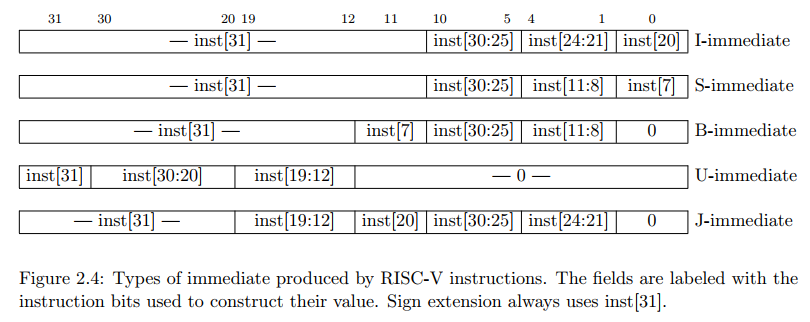 31 30 20 19 12 11 10 5 4 1 0
— inst[31] — inst[30:25] inst[24:21] inst[20] I-immediate
— inst[31] — inst[30:25] inst[11:8] inst[7] S-immediate
— inst[31] — inst[7] inst[30:25] inst[11:8] 0 B-immediate
inst[31] inst[30:20] inst[19:12] — 0 — U-immediate
— inst[31] — inst[19:12] inst[20] inst[30:25] inst[24:21] 0 J-immediate
Figure 2.4: Types of immediate produced by RISC-V instructions. The fields are labeled with the
instruction bits used to construct their value. Sign extension always uses inst[31].